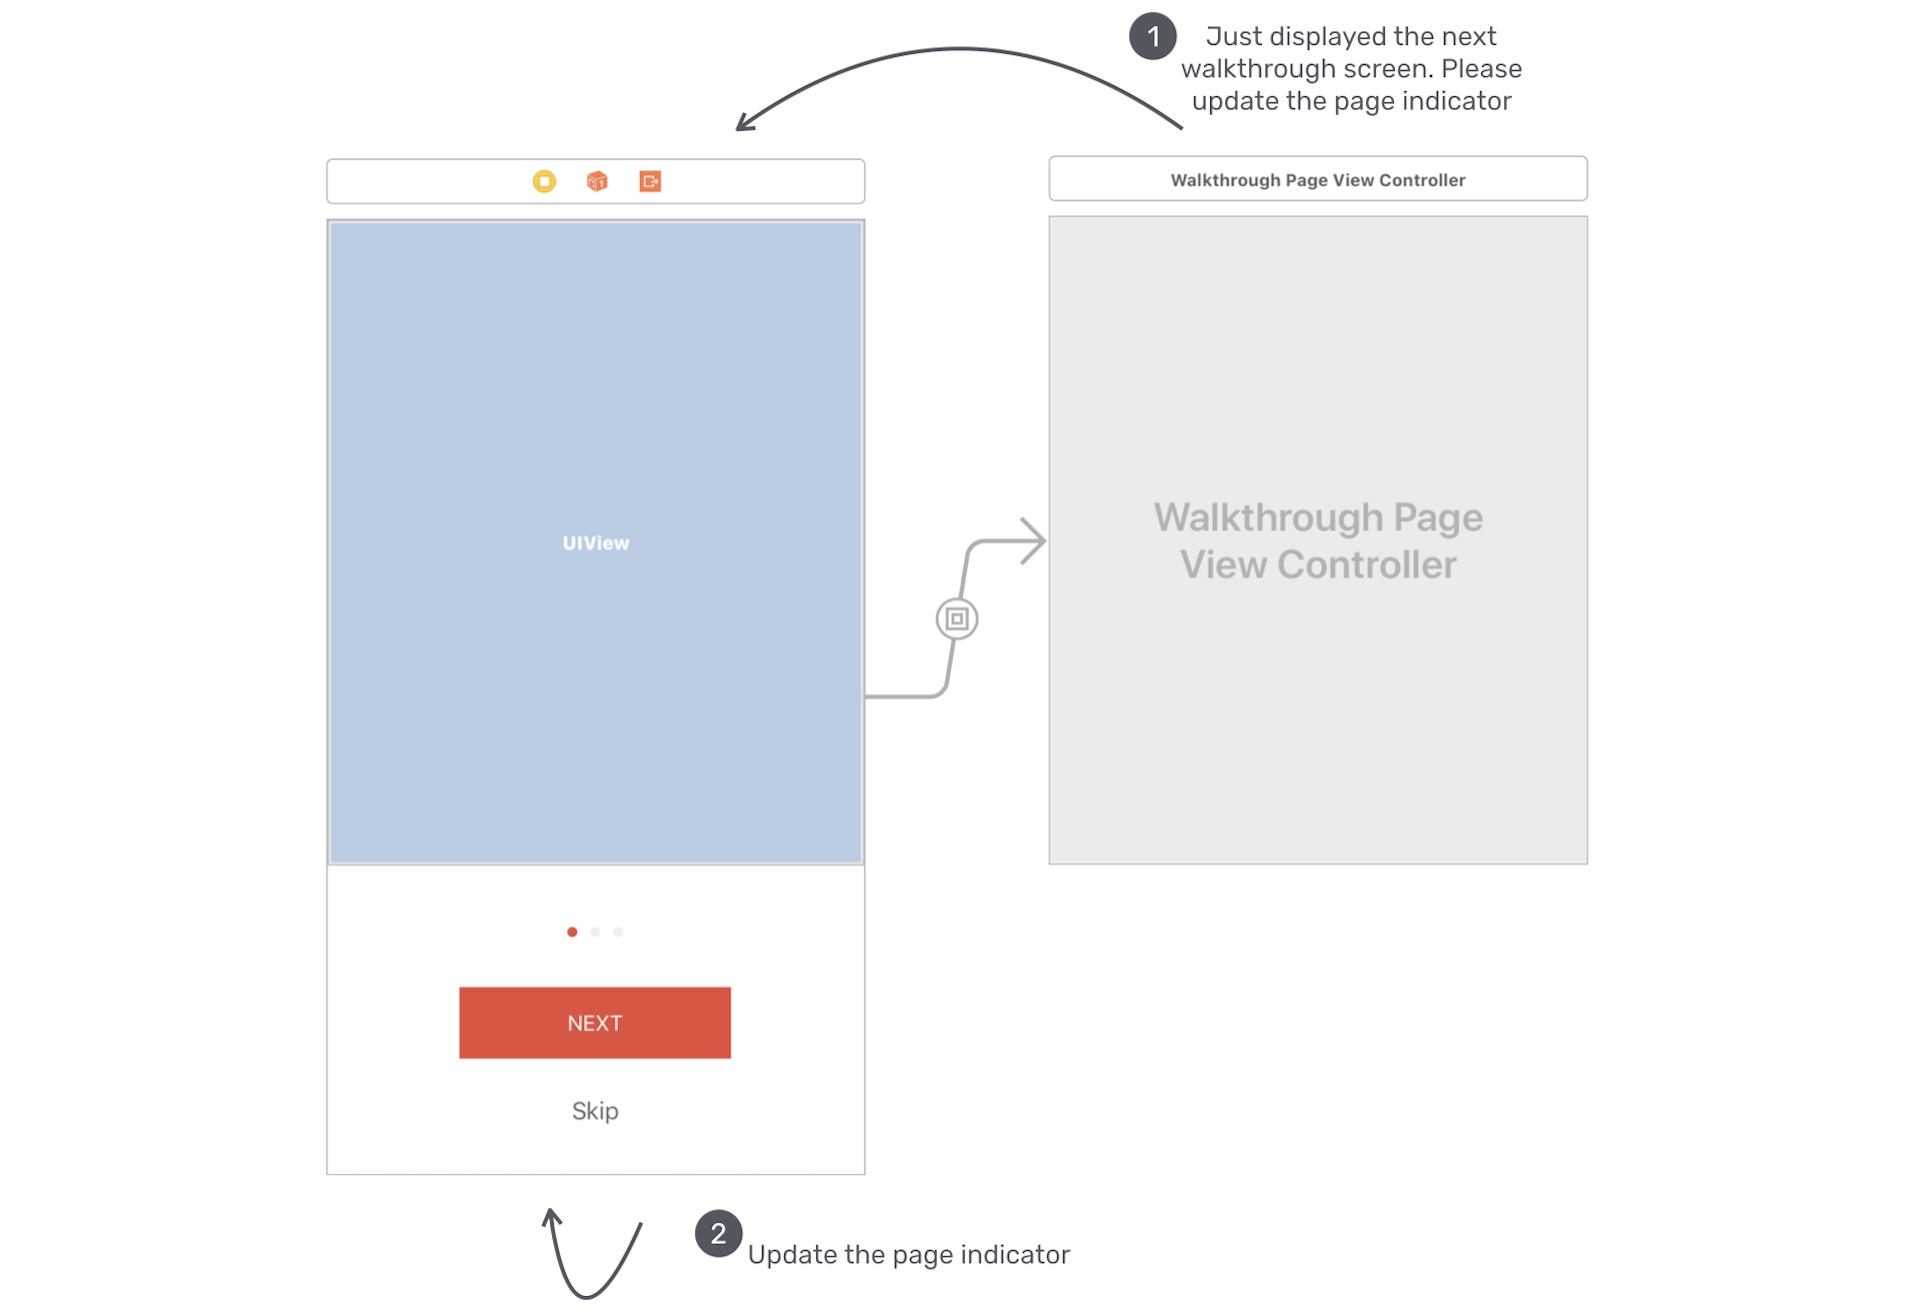 1
Just displayed the next
walkthrough screen. Please
update the page indicator
Walkthrough Page View Controller
UIView
Walkthrough Page
View Controller
NEXT
Skip
2
Update the page indicator